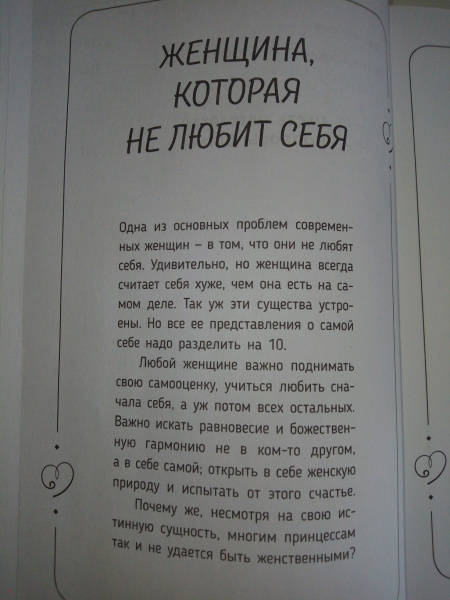 ЖЕНЩИНА,
КОТОРАЯ
НЕ ЛЮБИТ СЕБЯ
Одна из основных проблем современ-
ных женщин – в том, что они не любят
себя. Удивительно, но женщина всегда
считает себя хуже, чем она есть на са-
мом деле. Так уж эти существа устро-
ены. Но все ее представления о самой
себе надо разделить на 10.
Любой женщине важно поднимать
свою самооценку, учиться любить сна-
чала себя, а уж потом всех остальных.
Важно искать равновесие и божествен-
ную гармонию не в ком-то другом,
а в себе самой; открыть в себе женскую
природу и испытать от этого счастье.
Почему же, несмотря на свою ис-
тинную сущность, многим принцессам
так и не удается быть женственными?